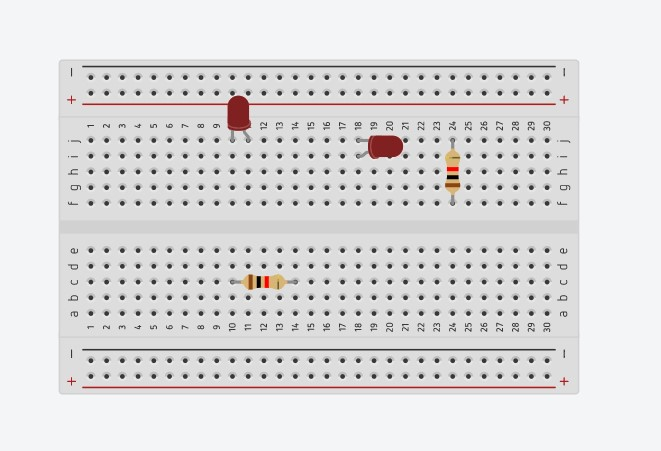 − −
+ +
1 2 3 4 5 6 7 8 9 10 11 12 13 14 15 16 17 18 19 20 21 22 23 24 25 26 27 28 29 30
j j
i i
h h
g g
f f
e e
d d
c c
b b
a a
1 2 3 4 5 6 7 8 9 10 11 12 13 14 15 16 17 18 19 20 21 22 23 24 25 26 27 28 29 30
− −
+ +